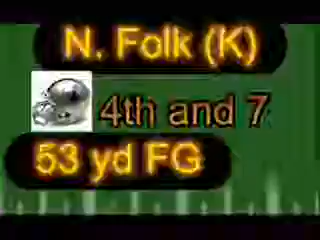 N. Folk (K)
4th and 7
53 yd FG